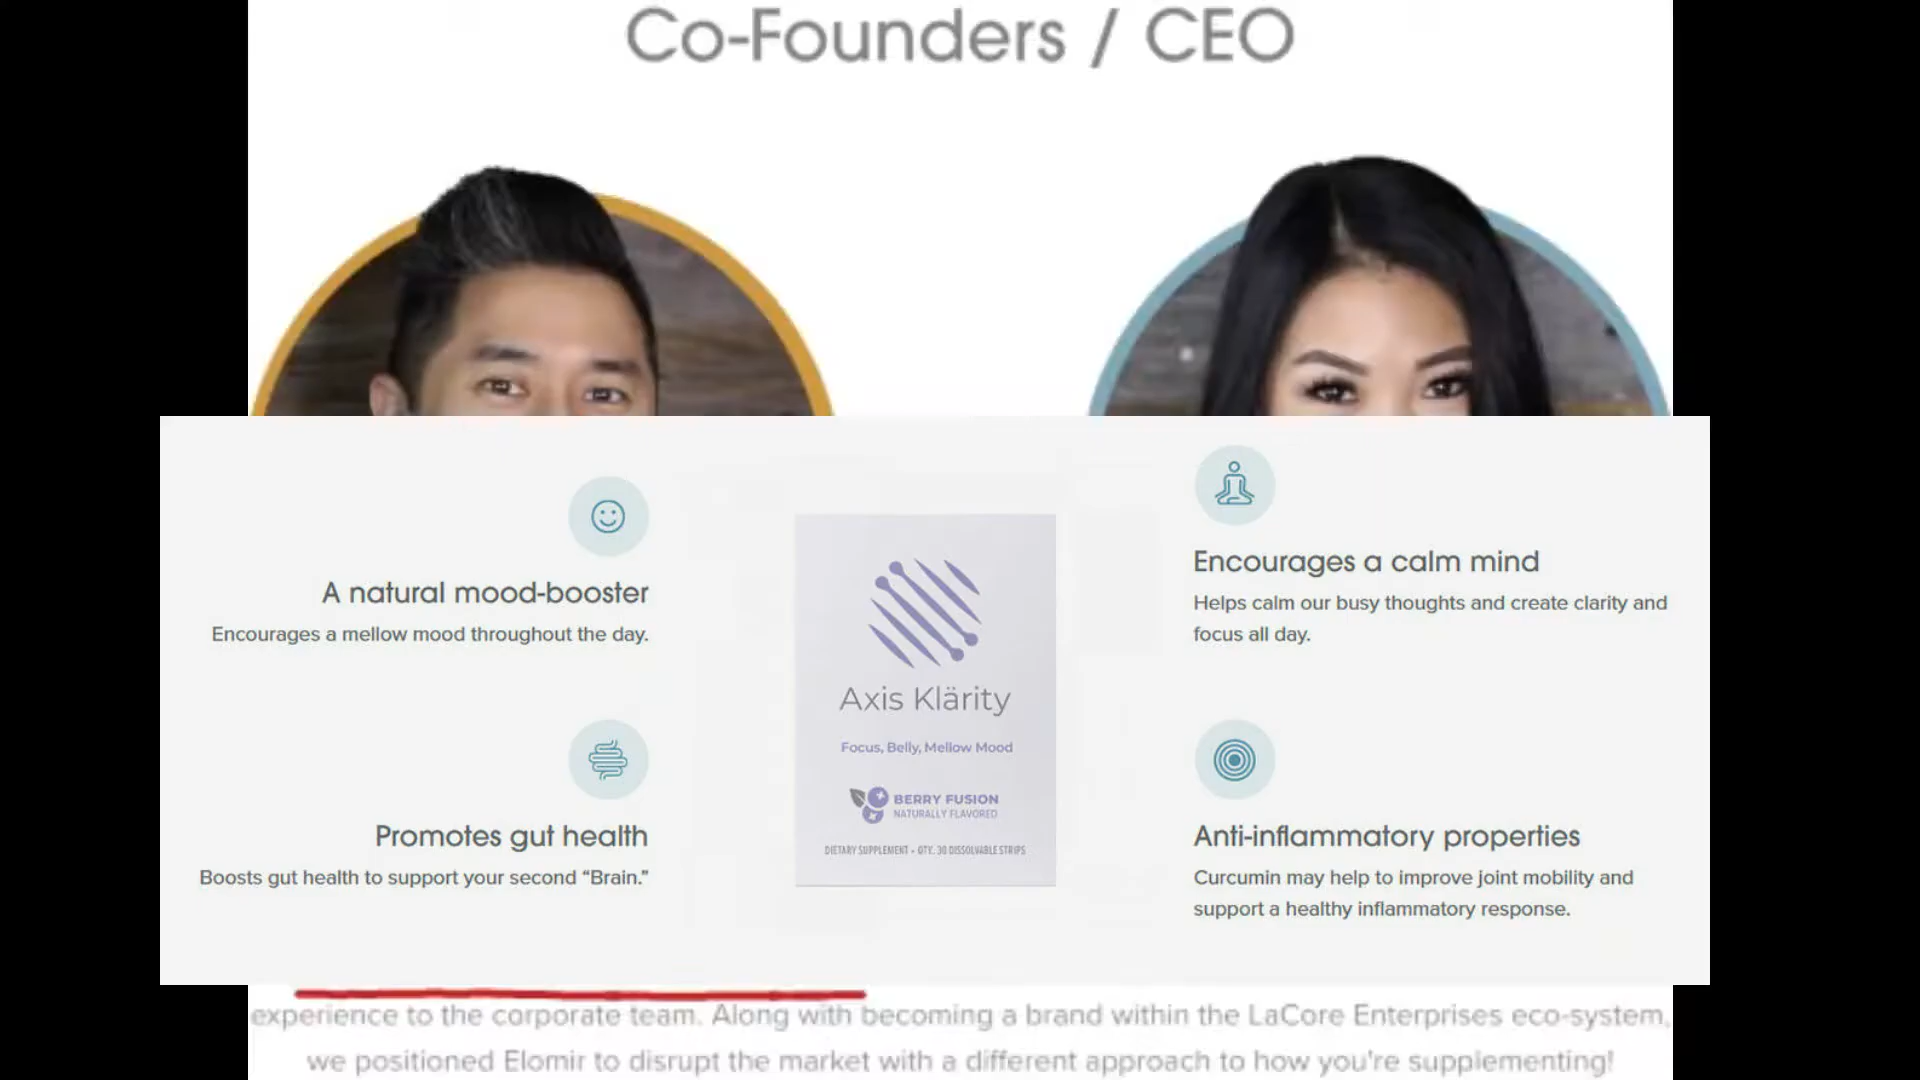 Co-Founders / CEO
A natural mood-booster
Encourages a mellow mood throughout the day.
Promotes gut health
Boosts gut health to support your second “Brain.”
Axis Klärity
Focus, Belly, Mellow Mood
BERRY FUSION
NATURALLY FLAVORED
DIETARY SUPPLEMENT • QTY. 30 DISSOLVABLE STRIPS
Encourages a calm mind
Helps calm our busy thoughts and create clarity and
focus all day.
Anti-inflammatory properties
Curcumin may help to improve joint mobility and
support a healthy inflammatory response.
experience to the corporate team. Along with becoming a brand within the LaCore Enterprises eco-system,
we positioned Elomir to disrupt the market with a different approach to how you're supplementing!